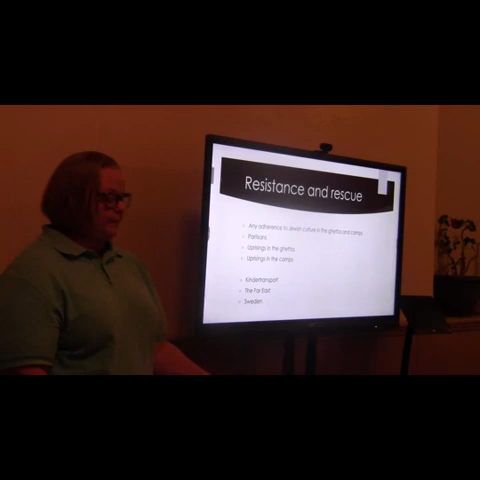 Resistance and rescue
Any adherence to Jewish culture in the ghettos and camps
Partisans
Uprisings in the ghettos
Uprisings in the camps
Kindertransport
The Far East
Sweden